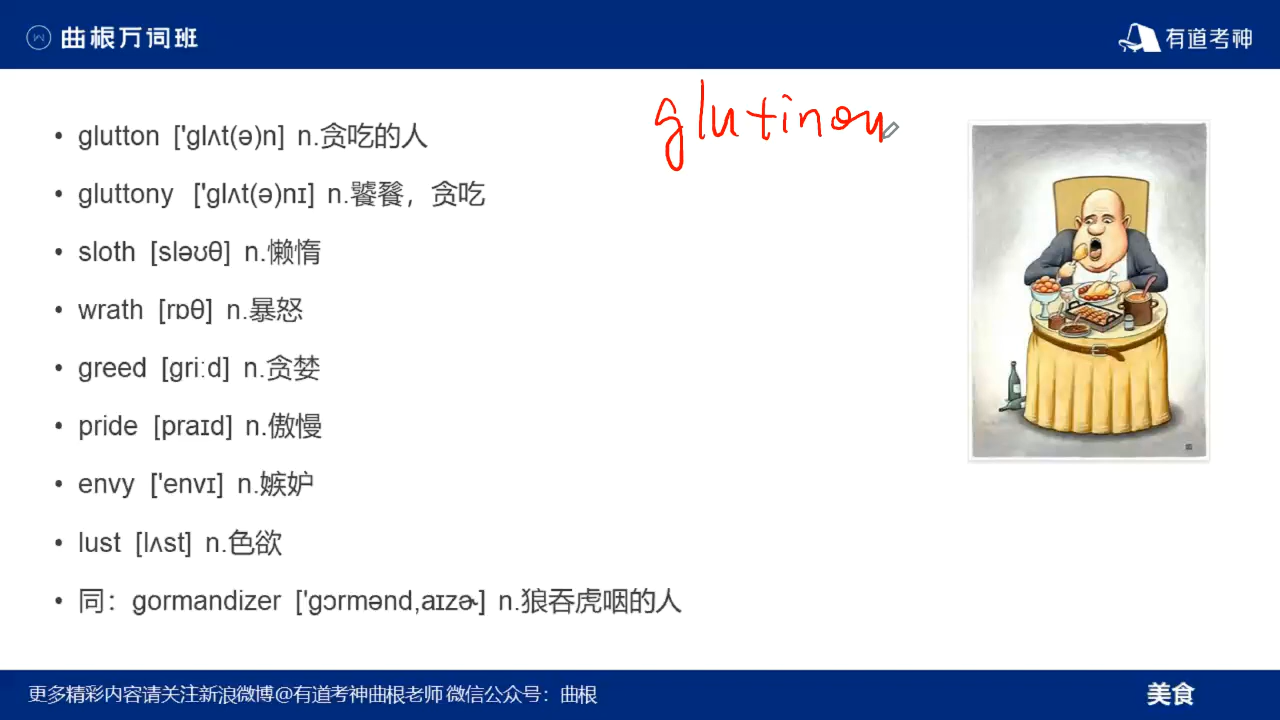 曲根万词班
有道考神
glutinou
• glutton ['glʌt(ə)n] n.贪吃的人
• gluttony ['glʌt(ə)nɪ] n.饕餮，贪吃
• sloth [sləʊθ] n.懒惰
• wrath [rɒθ] n.暴怒
• greed [griːd] n.贪婪
• pride [praɪd] n.傲慢
• envy ['envɪ] n.嫉妒
• lust [lʌst] n.色欲
• 同：gormandizer ['gɔrmənd,aɪzɚ] n.狼吞虎咽的人
更多精彩内容请关注新浪微博@有道考神曲根老师 微信公众号：曲根
美食